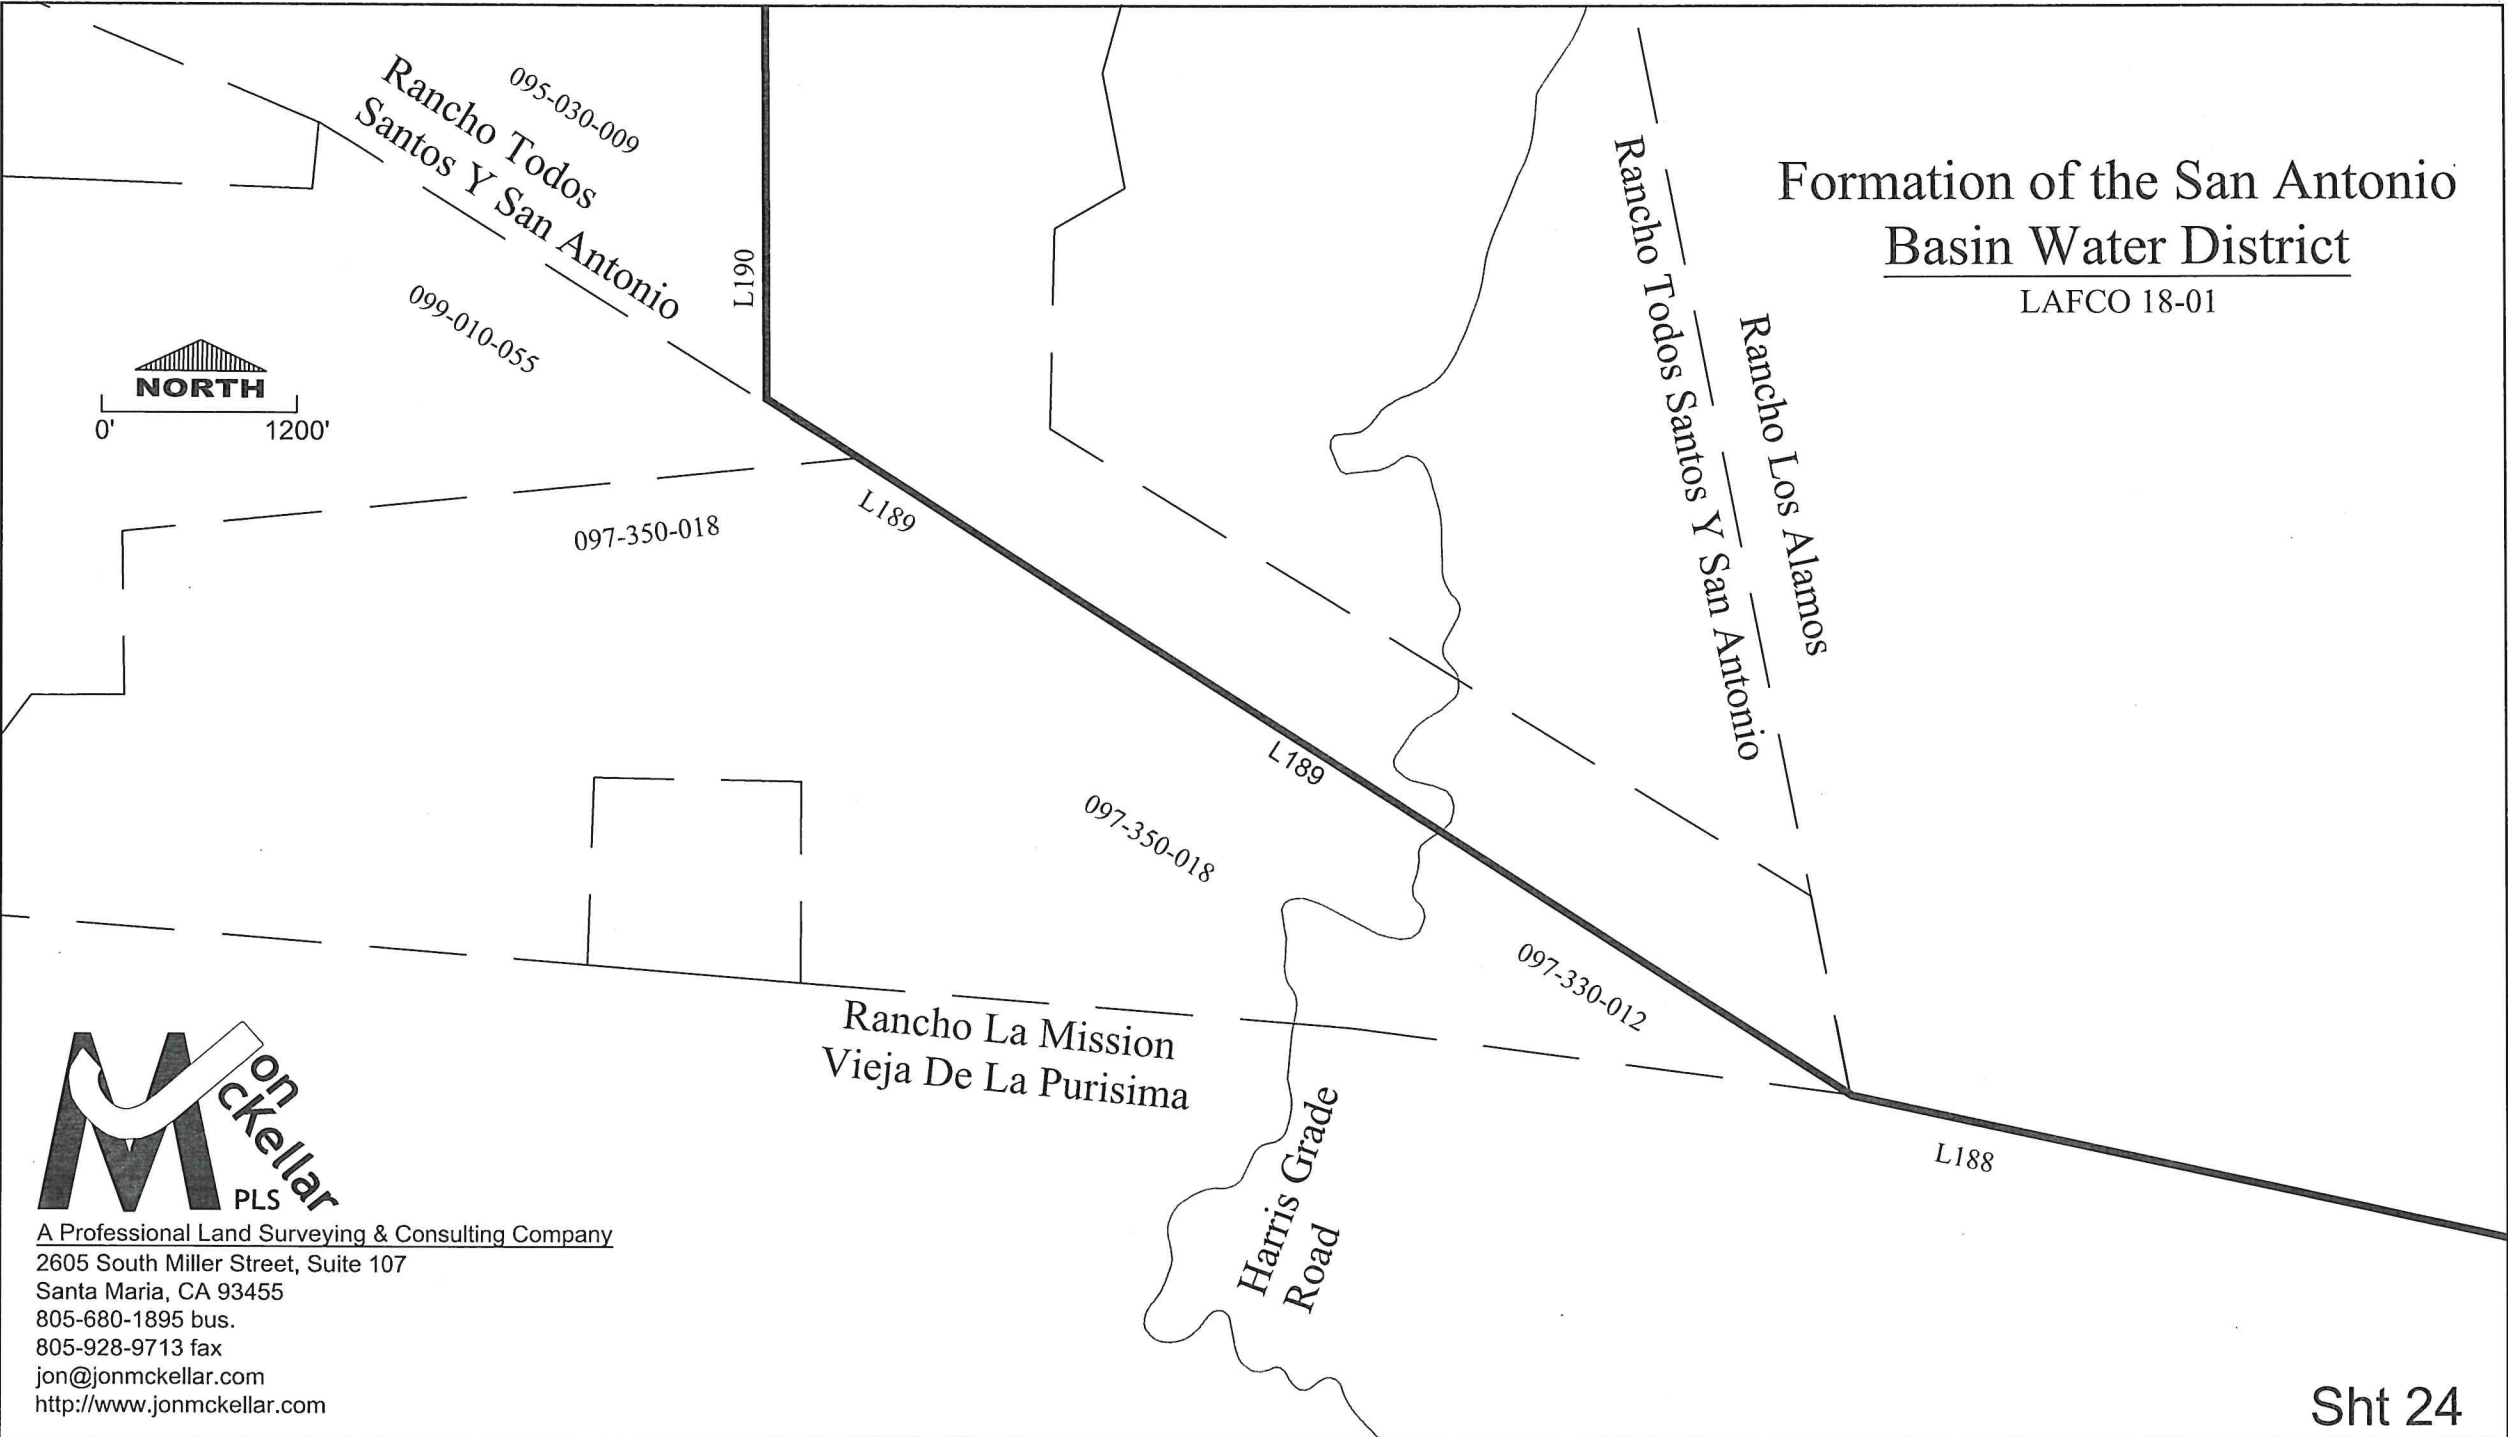 Formation of the San Antonio
Basin Water District
LAFCO 18-01
095-030-009
Rancho Todos
Santos Y San Antonio
L190
099-010-055
NORTH
0' 1200'
Rancho Todos Santos Y San Antonio
Rancho Los Alamos
L189
097-350-018
L189
097-350-018
097-330-012
Rancho La Mission
Vieja De La Purisima
Harris Grade
Road
L188
M
on
cKellar
PLS
A Professional Land Surveying & Consulting Company
2605 South Miller Street, Suite 107
Santa Maria, CA 93455
805-680-1895 bus.
805-928-9713 fax
jon@jonmckellar.com
http://www.jonmckellar.com
Sht 24